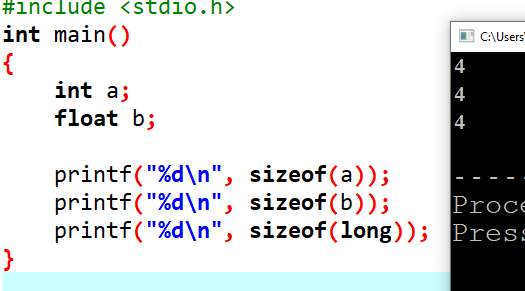 #include <stdio.h>
int main()
{
    int a;
    float b;

    printf("%d\n", sizeof(a));
    printf("%d\n", sizeof(b));
    printf("%d\n", sizeof(long));
}
C:\Users\
4
4
4
-----
Proce
Press